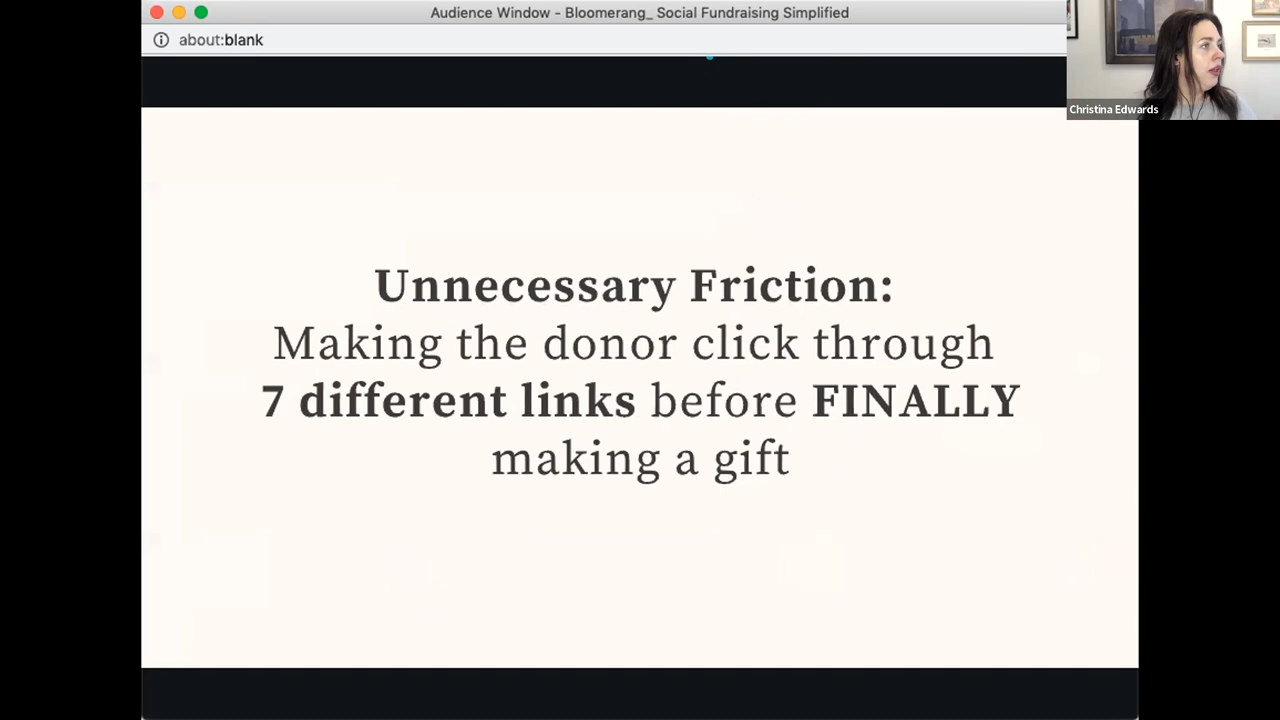 Audience Window - Bloomerang_ Social Fundraising Simplified
about:blank
Christina Edwards
Unnecessary Friction:
Making the donor click through
7 different links before FINALLY
making a gift